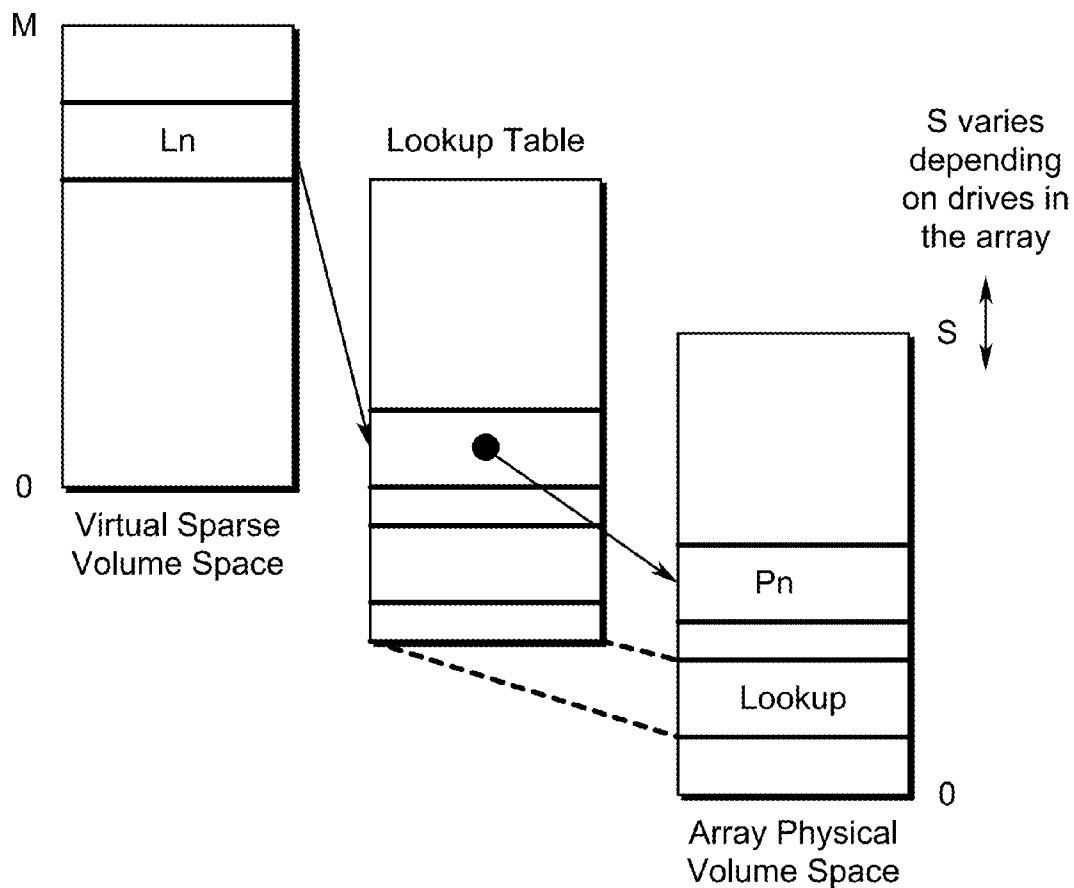 M
Ln
Lookup Table
S varies
depending
on drives in
the array
S
0
Virtual Sparse
Volume Space
Pn
Lookup
0
Array Physical
Volume Space